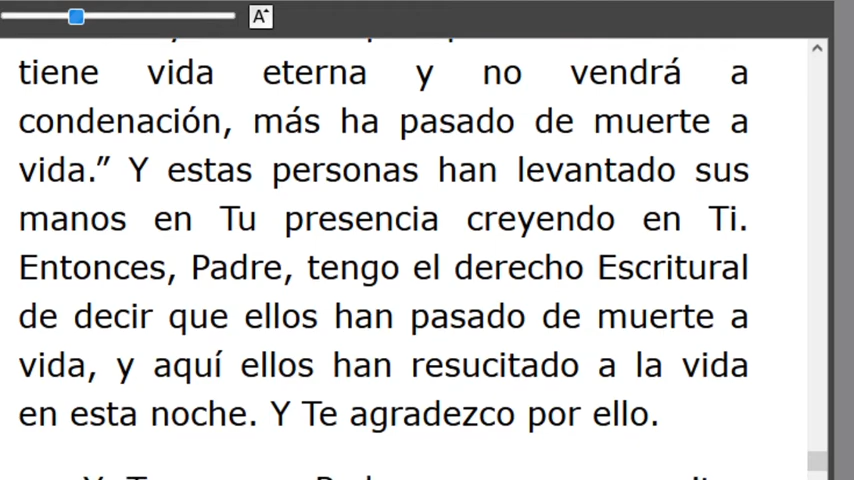 A
tiene vida eterna y no vendrá a
condenación, más ha pasado de muerte a
vida.” Y estas personas han levantado sus
manos en Tu presencia creyendo en Ti.
Entonces, Padre, tengo el derecho Escritural
de decir que ellos han pasado de muerte a
vida, y aquí ellos han resucitado a la vida
en esta noche. Y Te agradezco por ello.